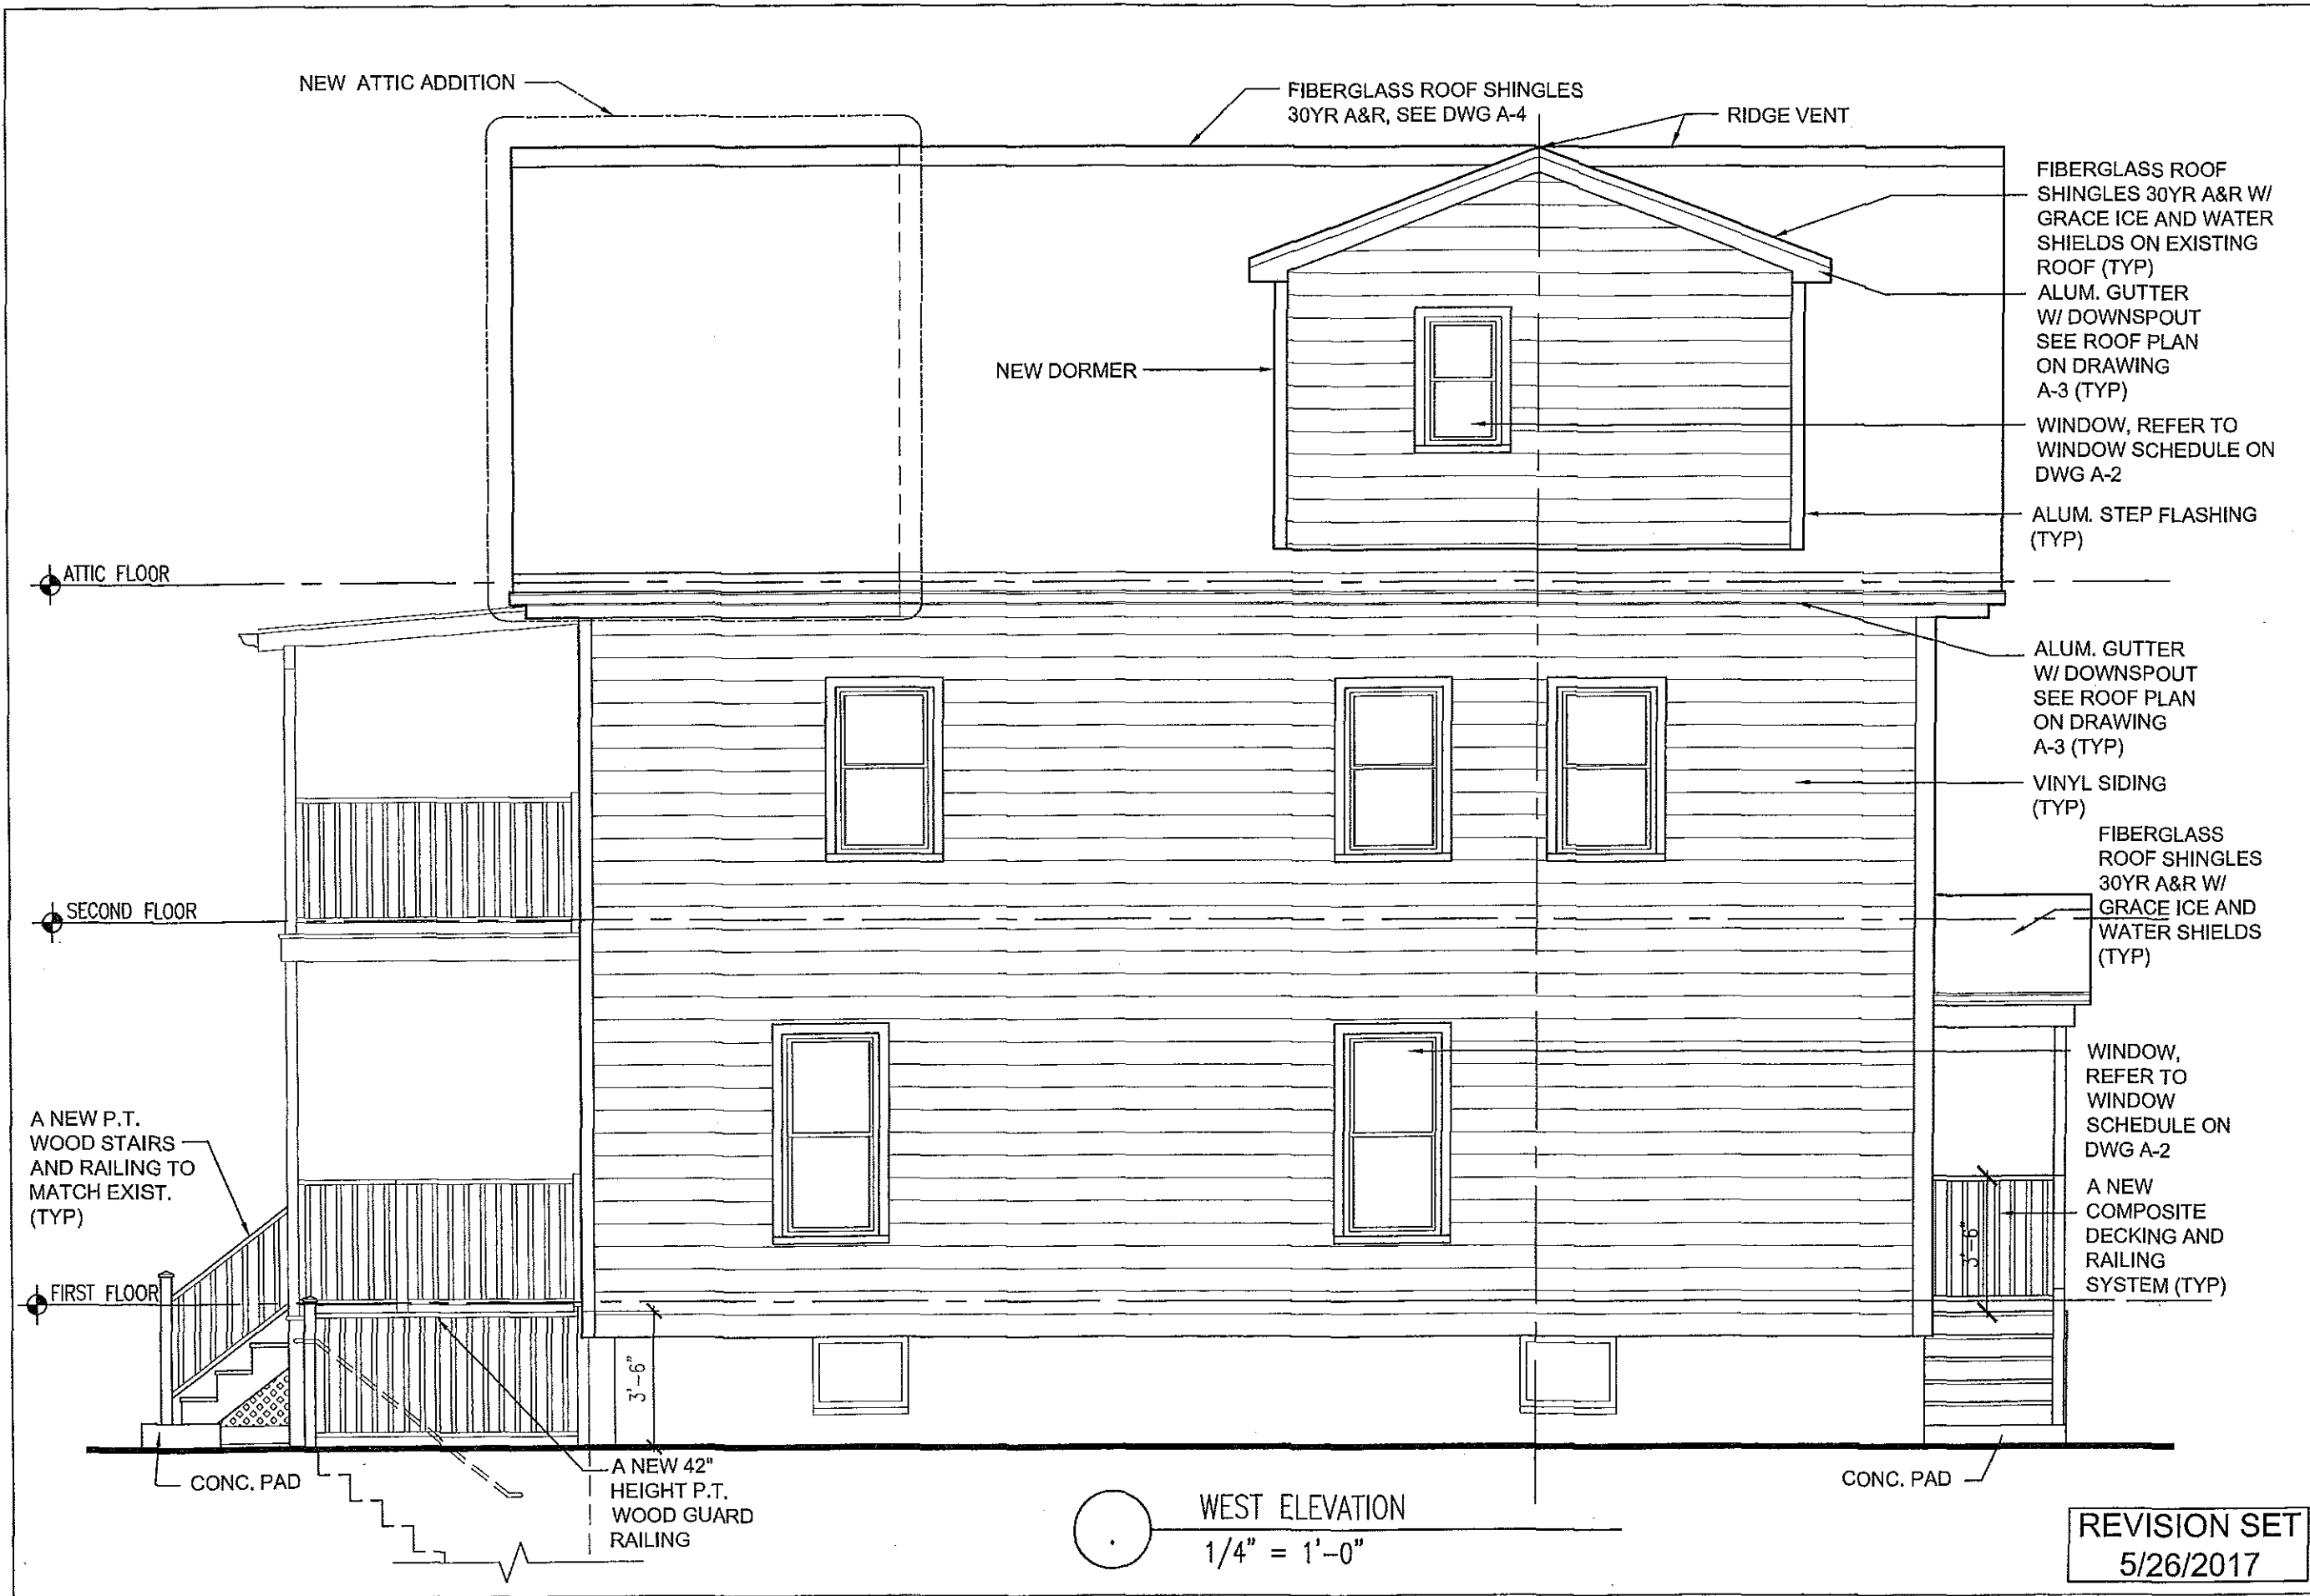 NEW ATTIC ADDITION
FIBERGLASS ROOF SHINGLES
30YR A&R, SEE DWG A-4
RIDGE VENT
FIBERGLASS ROOF
SHINGLES 30YR A&R W/
GRACE ICE AND WATER
SHIELDS ON EXISTING
ROOF (TYP)
ALUM. GUTTER
W/ DOWNSPOUT
SEE ROOF PLAN
ON DRAWING
A-3 (TYP)
NEW DORMER
WINDOW, REFER TO
WINDOW SCHEDULE ON
DWG A-2
ALUM. STEP FLASHING
(TYP)
ATTIC FLOOR
ALUM. GUTTER
W/ DOWNSPOUT
SEE ROOF PLAN
ON DRAWING
A-3 (TYP)
VINYL SIDING
(TYP)
FIBERGLASS
ROOF SHINGLES
30YR A&R W/
GRACE ICE AND
WATER SHIELDS
(TYP)
SECOND FLOOR
WINDOW,
REFER TO
WINDOW
SCHEDULE ON
DWG A-2
A NEW P.T.
WOOD STAIRS
AND RAILING TO
MATCH EXIST.
(TYP)
A NEW
COMPOSITE
DECKING AND
RAILING
SYSTEM (TYP)
3'-6"
FIRST FLOOR
3'-6"
CONC. PAD
A NEW 42"
HEIGHT P.T.
WOOD GUARD
RAILING
CONC. PAD
WEST ELEVATION
1/4" = 1'-0"
REVISION SET
5/26/2017